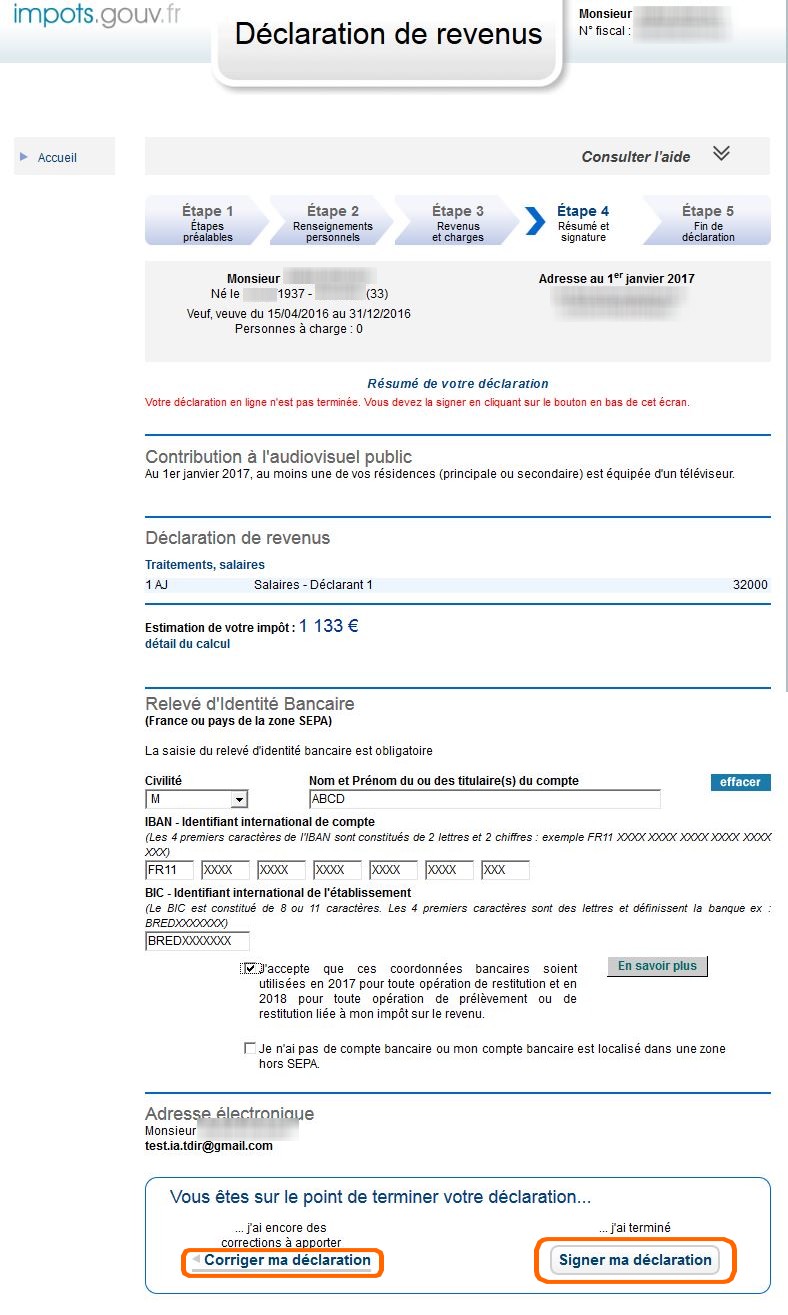 impots.gouv.fr
Déclaration de revenus
Monsieur
N° fiscal :
Accueil
Consulter l'aide
Étape 1
Étapes
préalables
Étape 2
Renseignements
personnels
Étape 3
Revenus
et charges
Étape 4
Résumé et
signature
Étape 5
Fin de
déclaration
Monsieur
Né le 1937 - (33)
Veuf, veuve du 15/04/2016 au 31/12/2016
Personnes à charge : 0
Adresse au 1er janvier 2017
Résumé de votre déclaration
Votre déclaration en ligne n'est pas terminée. Vous devez la signer en cliquant sur le bouton en bas de cet écran.
Contribution à l'audiovisuel public
Au 1er janvier 2017, au moins une de vos résidences (principale ou secondaire) est équipée d'un téléviseur.
Déclaration de revenus
Traitements, salaires
1 AJ Salaires - Déclarant 1 32000
Estimation de votre impôt : 1 133 €
détail du calcul
Relevé d'Identité Bancaire
(France ou pays de la zone SEPA)
La saisie du relevé d'identité bancaire est obligatoire
Civilité Nom et Prénom du ou des titulaire(s) du compte effacer
M ABCD
IBAN - Identifiant international de compte
(Les 4 premiers caractères de l'IBAN sont constitués de 2 lettres et 2 chiffres : exemple FR11 XXXX XXXX XXXX XXXX XXXX
XXX)
FR11 XXXX XXXX XXXX XXXX XXXX XXX
BIC - Identifiant international de l'établissement
(Le BIC est constitué de 8 ou 11 caractères. Les 4 premiers caractères sont des lettres et définissent la banque ex :
BREDXXXXXXX)
BREDXXXXXXX
J'accepte que ces coordonnées bancaires soient
utilisées en 2017 pour toute opération de restitution et en
2018 pour toute opération de prélèvement ou de
restitution liée à mon impôt sur le revenu.
En savoir plus
Je n'ai pas de compte bancaire ou mon compte bancaire est localisé dans une zone
hors SEPA.
Adresse électronique
Monsieur
test.ia.tdir@gmail.com
Vous êtes sur le point de terminer votre déclaration...
... j'ai encore des
corrections à apporter
Corriger ma déclaration
... j'ai terminé
Signer ma déclaration